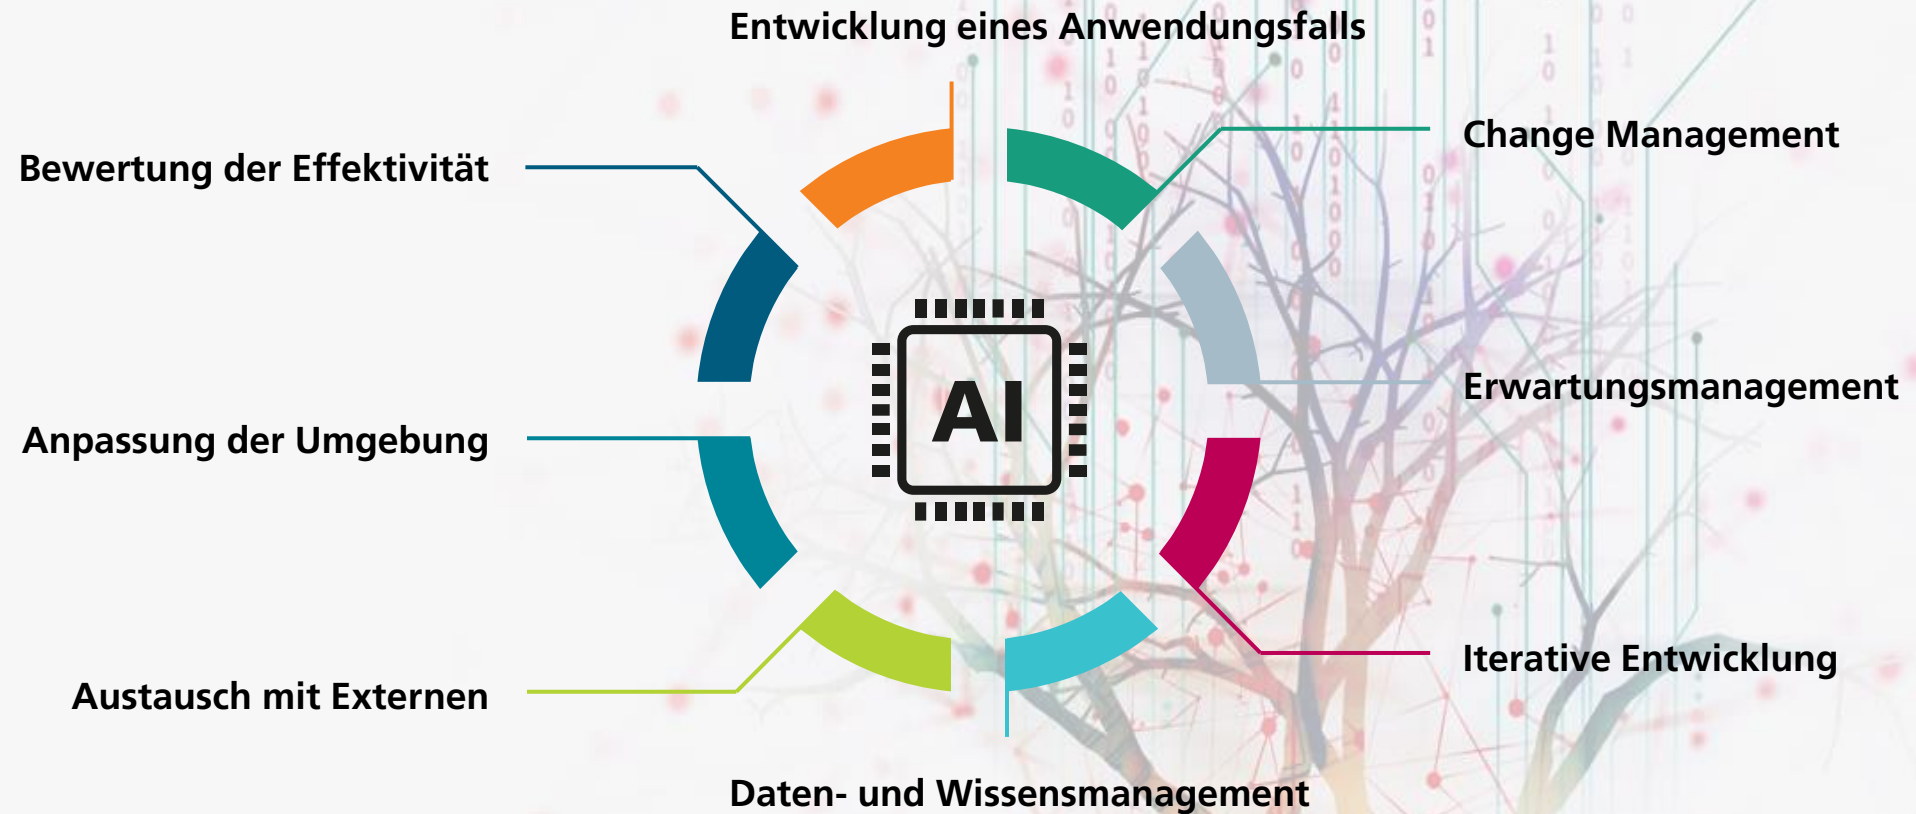 Entwicklung eines Anwendungsfalls
Change Management
Bewertung der Effektivität
AI
Erwartungsmanagement
Anpassung der Umgebung
Iterative Entwicklung
Austausch mit Externen
Daten- und Wissensmanagement